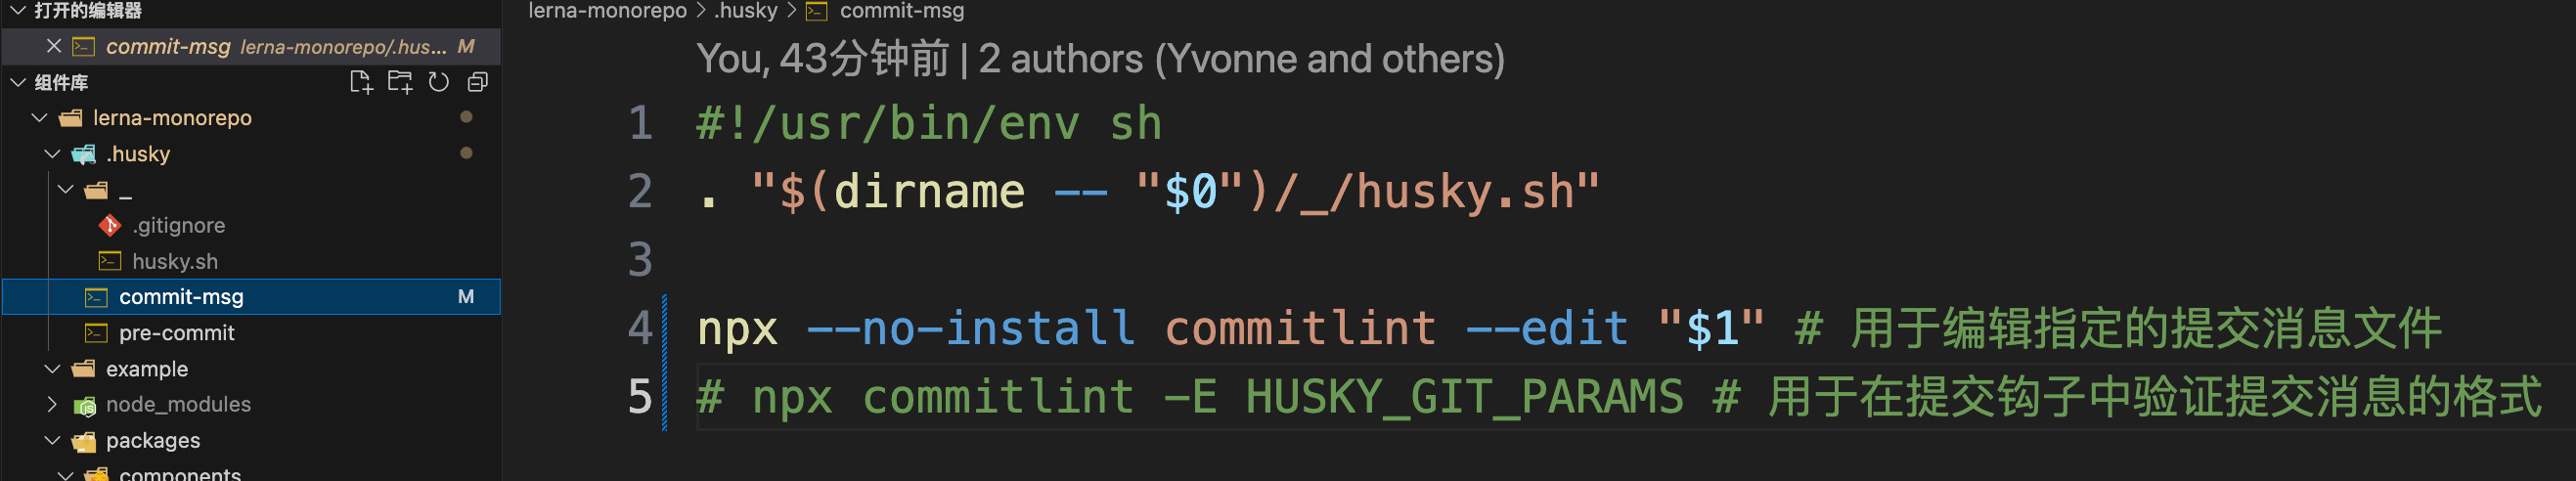 打开的编辑器
commit-msg lerna-monorepo/.hus... M
组件库
lerna-monorepo
.husky
_
.gitignore
husky.sh
commit-msg M
pre-commit
example
node_modules
packages
components
lerna-monorepo > .husky > commit-msg
You, 43分钟前 | 2 authors (Yvonne and others)
1 #!/usr/bin/env sh
2 . "$(dirname -- "$0")/_/husky.sh"
3
4 npx --no-install commitlint --edit "$1" # 用于编辑指定的提交消息文件
5 # npx commitlint -E HUSKY_GIT_PARAMS # 用于在提交钩子中验证提交消息的格式